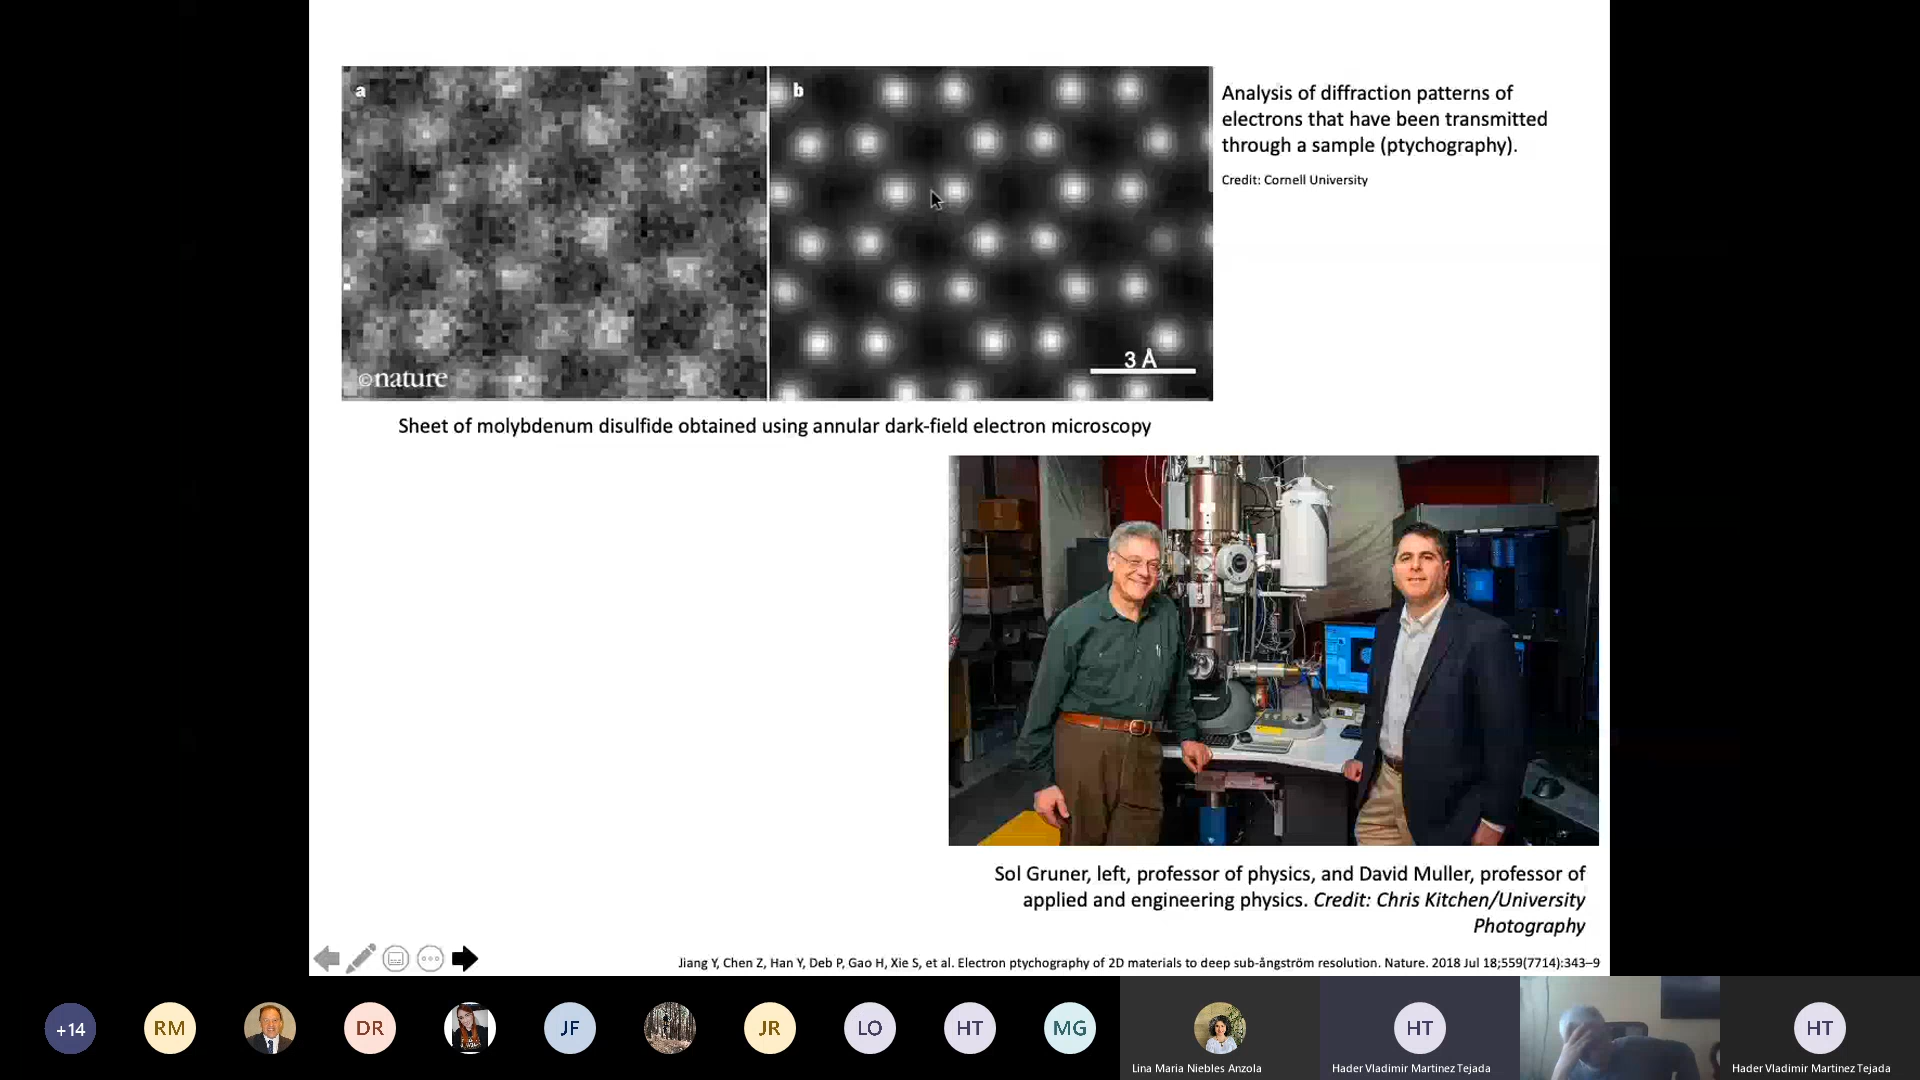 a
b
Analysis of diffraction patterns of
electrons that have been transmitted
through a sample (ptychography).
Credit: Cornell University
3 Å
©nature
Sheet of molybdenum disulfide obtained using annular dark-field electron microscopy
Sol Gruner, left, professor of physics, and David Muller, professor of
applied and engineering physics. Credit: Chris Kitchen/University
Photography
Jiang Y, Chen Z, Han Y, Deb P, Gao H, Xie S, et al. Electron ptychography of 2D materials to deep sub-ångström resolution. Nature. 2018 Jul 18;559(7714):343–9
+14
RM
DR
JF
JR
LO
HT
MG
Lina Maria Niebles Anzola
HT
Hader Vladimir Martinez Tejada
HT
Hader Vladimir Martinez Tejada